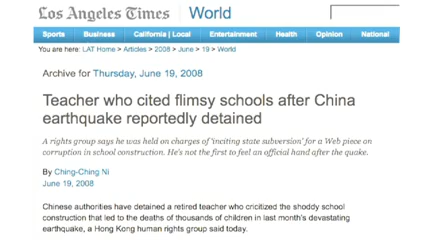 Los Angeles Times | World
Sports Business California | Local Entertainment Health Opinion National
You are here: LAT Home > Articles > 2008 > June > 19 > World
Archive for Thursday, June 19, 2008
Teacher who cited flimsy schools after China
earthquake reportedly detained
A rights group says he was held on charges of 'inciting state subversion' for a Web piece on
corruption in school construction. He's not the first to feel an official hand after the quake.
By Ching-Ching Ni
June 19, 2008
Chinese authorities have detained a retired teacher who criticized the shoddy school
construction that led to the deaths of thousands of children in last month's devastating
earthquake, a Hong Kong human rights group said today.